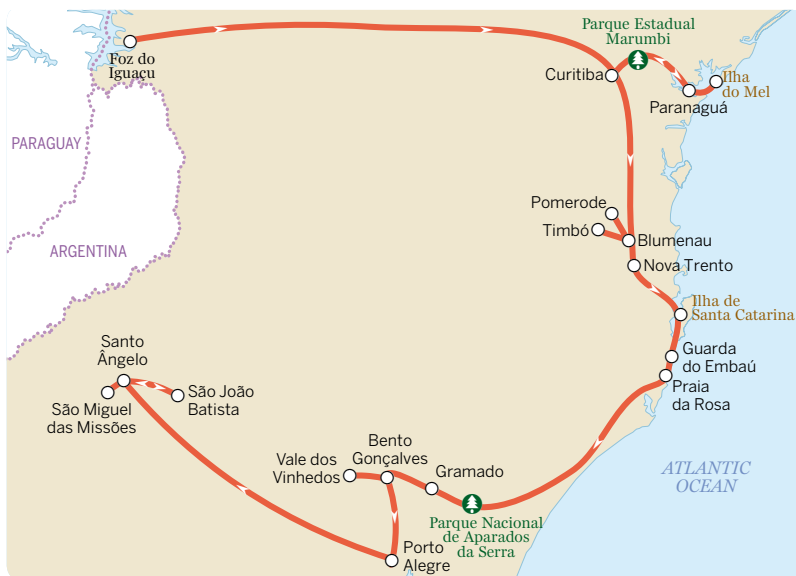 Parque Estadual
Marumbi
Foz do
Iguaçu
Curitiba
Ilha
do Mel
Paranaguá
PARAGUAY
ARGENTINA
Pomerode
Timbó
Blumenau
Nova Trento
Ilha de
Santa Catarina
Guarda
do Embaú
Praia
da Rosa
Santo
Ângelo
São João
Batista
São Miguel
das Missões
Bento
Gonçalves
Vale dos
Vinhedos
Gramado
ATLANTIC
OCEAN
Parque Nacional
de Aparados
da Serra
Porto
Alegre